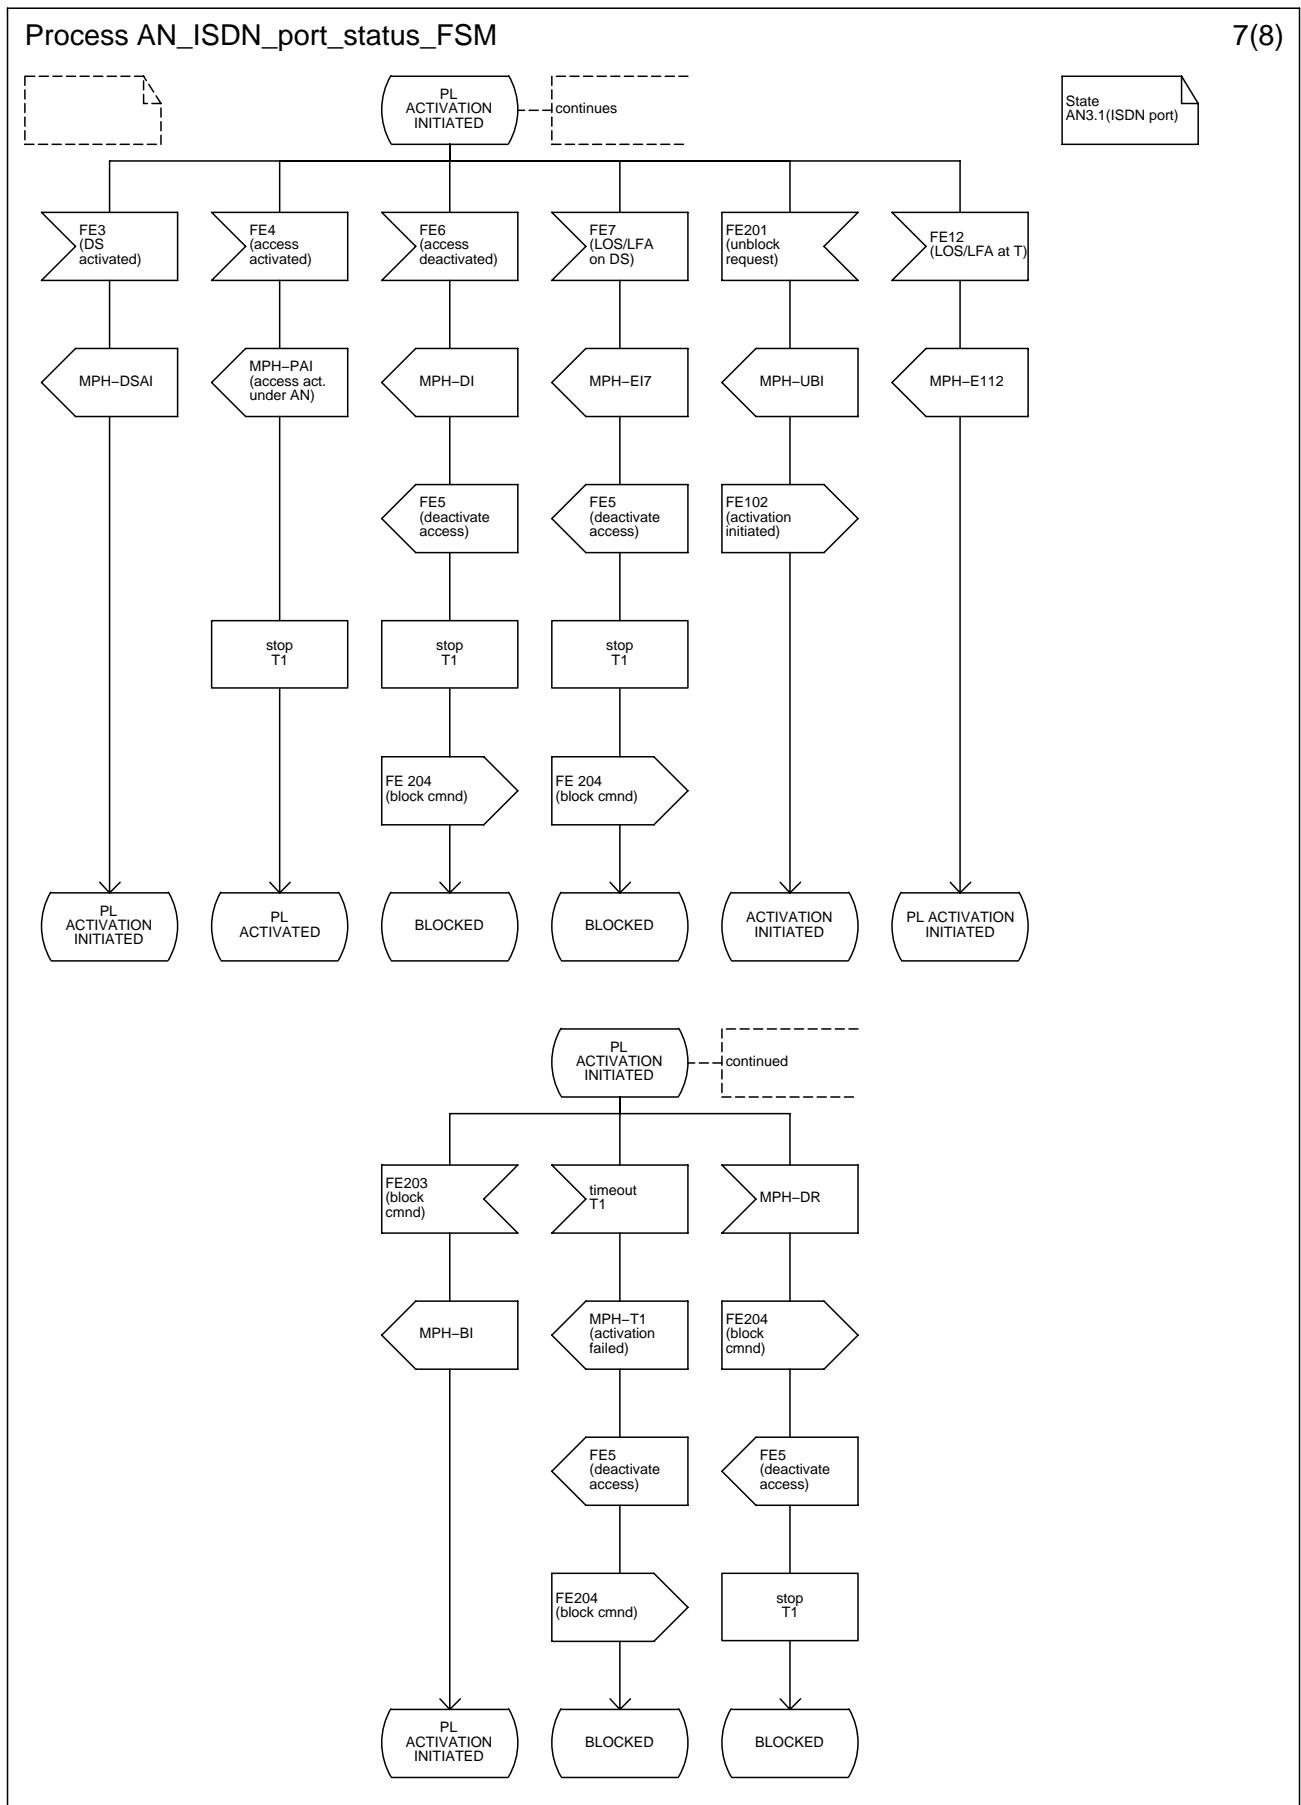 Process AN_ISDN_port_status_FSM
7(8)
PL
ACTIVATION
INITIATED
continues
State
AN3.1(ISDN port)
FE3
(DS
activated)
FE4
(access
activated)
FE6
(access
deactivated)
FE7
(LOS/LFA
on DS)
FE201
(unblock
request)
FE12
(LOS/LFA at T)
MPH−DSAI
MPH−PAI
(access act.
under AN)
MPH−DI
MPH−EI7
MPH−UBI
MPH−E112
FE5
(deactivate
access)
FE5
(deactivate
access)
FE102
(activation
initiated)
stop
T1
stop
T1
stop
T1
FE 204
(block cmnd)
FE 204
(block cmnd)
PL
ACTIVATION
INITIATED
PL
ACTIVATED
BLOCKED
BLOCKED
ACTIVATION
INITIATED
PL ACTIVATION
INITIATED
PL
ACTIVATION
INITIATED
continued
FE203
(block
cmnd)
timeout
T1
MPH−DR
MPH−BI
MPH−T1
(activation
failed)
FE204
(block
cmnd)
FE5
(deactivate
access)
FE5
(deactivate
access)
FE204
(block cmnd)
stop
T1
PL
ACTIVATION
INITIATED
BLOCKED
BLOCKED